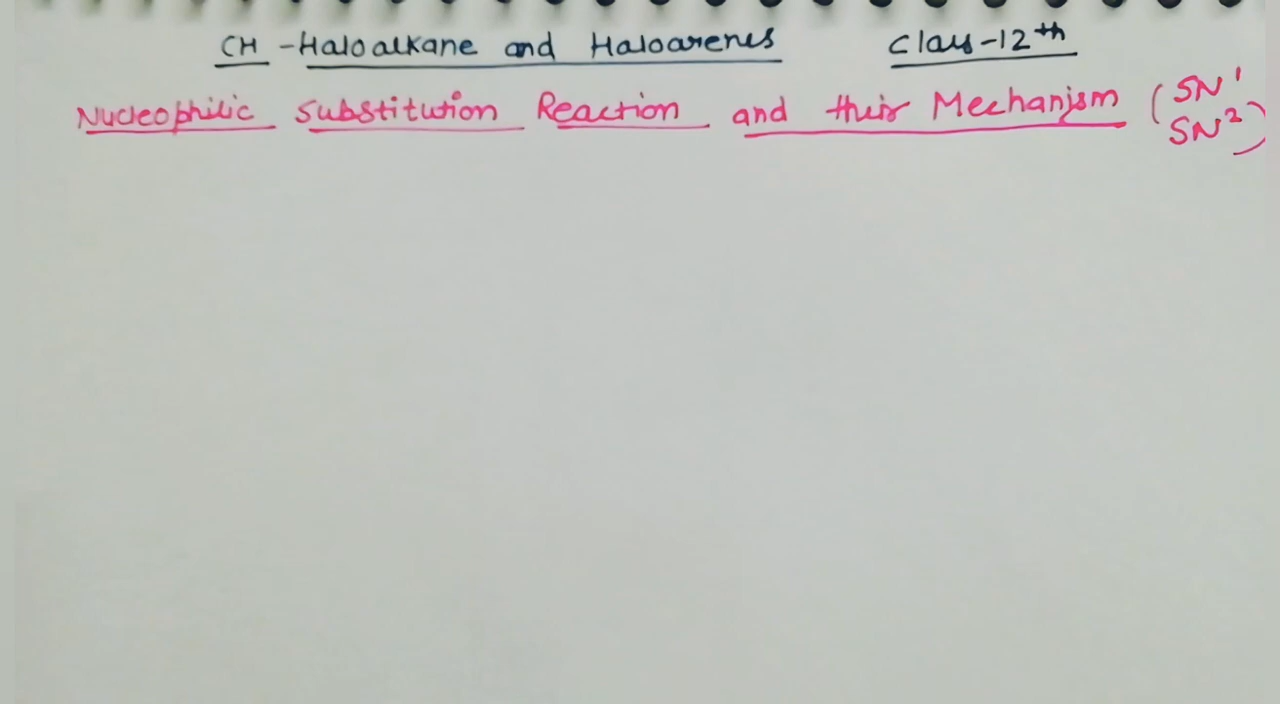 CH - Haloalkane and Haloarenes Class-12th
Nucleophilic Substitution Reaction and their Mechanism (SN¹
SN²)